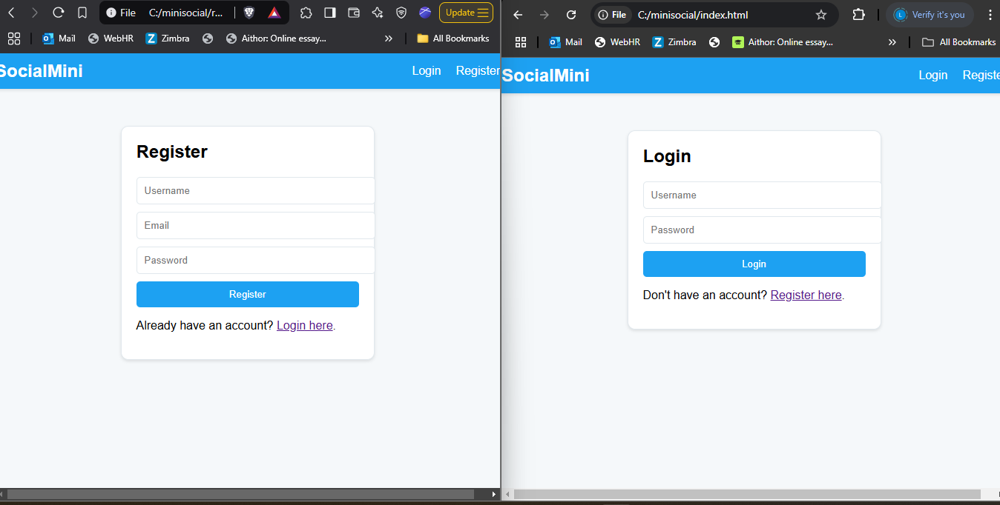 File C:/minisocial/r... Update
Mail WebHR Zimbra Aithor: Online essay... » All Bookmarks
SocialMini Login Register
Register
Username
Email
Password
Register
Already have an account? Login here.
File C:/minisocial/index.html L Verify it's you
Mail WebHR Zimbra Aithor: Online essay... » All Bookmarks
SocialMini Login Registe
Login
Username
Password
Login
Don't have an account? Register here.